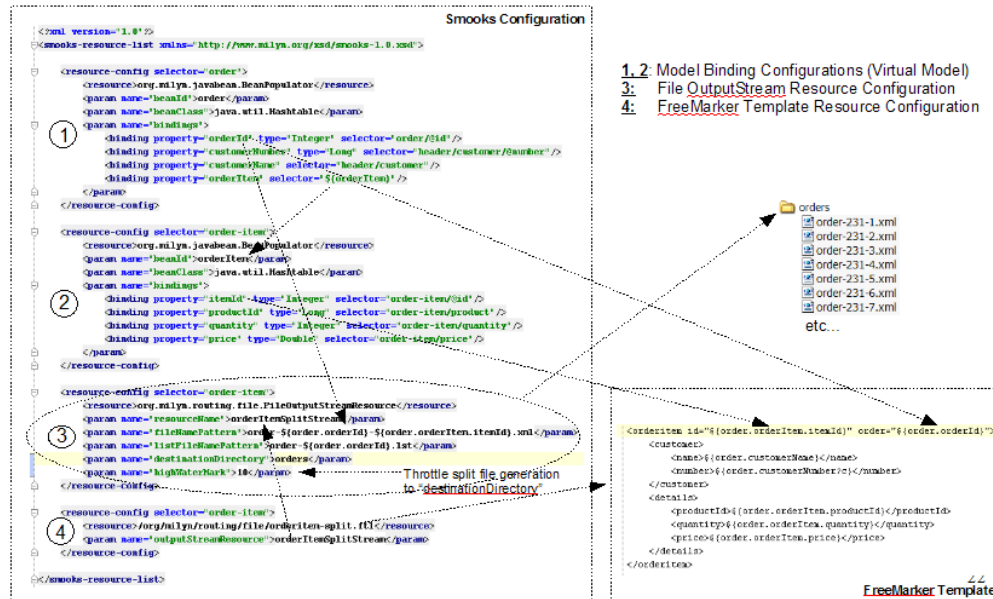 Smooks Configuration
<?xml version="1.0"?>
<smooks-resource-list xmlns="http://www.milyn.org/xsd/smooks-1.0.xsd">
<resource-config selector="order">
<resource>org.milyn.javabean.BeanPopulator</resource>
<param name="beanId">order</param>
<param name="beanClass">java.util.Hashtable</param>
<param name="bindings">
1
<binding property="orderId" type="Integer" selector="order/@id"/>
<binding property="customerNumber" type="Long" selector="header/customer/@number"/>
<binding property="customerName" selector="header/customer"/>
<binding property="orderItem" selector="${orderItem}"/>
</param>
</resource-config>
<resource-config selector="order-item">
<resource>org.milyn.javabean.BeanPopulator</resource>
<param name="beanId">orderItem</param>
<param name="beanClass">java.util.Hashtable</param>
<param name="bindings">
2
<binding property="itemId" type="Integer" selector="order-item/@id"/>
<binding property="productId" type="Long" selector="order-item/product"/>
<binding property="quantity" type="Integer" selector="order-item/quantity"/>
<binding property="price" type="Double" selector="order-item/price"/>
</param>
</resource-config>
<resource-config selector="order-item">
<resource>org.milyn.routing.file.FileOutputStreamResource</resource>
<param name="resourceName">orderItemSplitStream</param>
3
<param name="fileNamePattern">order-${order.orderId}-${order.orderItem.itemId}.xml</param>
<param name="listFileNamePattern">order-${order.orderId}.lst</param>
<param name="destinationDirectory">orders</param>
<param name="highWaterMark">10</param>
</resource-config>
Throttle split file generation
to "destinationDirectory"
<resource-config selector="order-item">
4
<resource>/org/milyn/routing/file/orderitem-split.ftl</resource>
<param name="outputStreamResource">orderItemSplitStream</param>
</resource-config>
</smooks-resource-list>
1, 2: Model Binding Configurations (Virtual Model)
3: File OutputStream Resource Configuration
4: FreeMarker Template Resource Configuration
orders
order-231-1.xml
order-231-2.xml
order-231-3.xml
order-231-4.xml
order-231-5.xml
order-231-6.xml
order-231-7.xml
etc...
<orderitem id="${order.orderItem.itemId}" order="${order.orderId}">
<customer>
<name>${order.customerName}</name>
<number>${order.customerNumber?c}</number>
</customer>
<details>
<productId>${order.orderItem.productId}</productId>
<quantity>${order.orderItem.quantity}</quantity>
<price>${order.orderItem.price}</price>
</details>
</orderitem>
22
FreeMarker Template